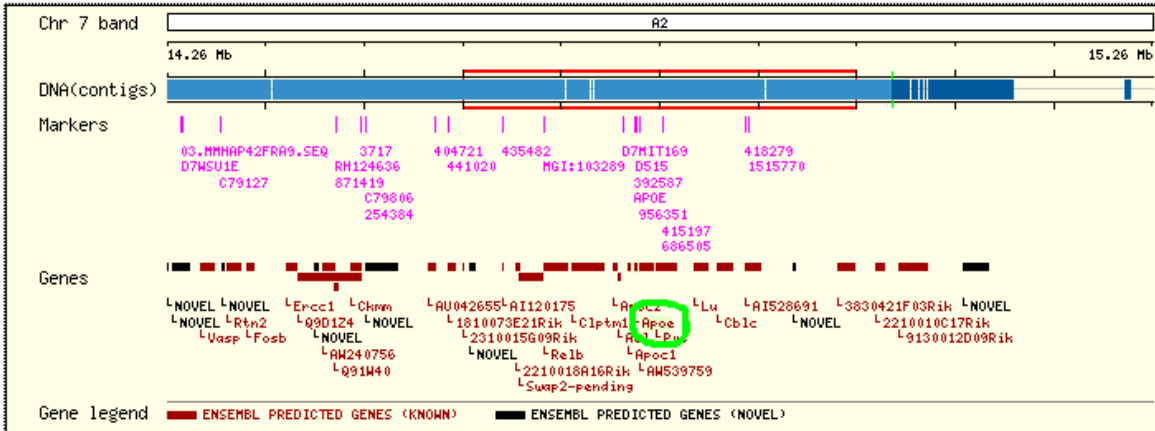 Chr 7 band A2
14.26 Mb 15.26 Mb
DNA(contigs)
Markers
03.MMHAP42FRA9.SEQ 3717 404721 435482 D7MIT169 418279
D7WSU1E RH124636 441020 MGI:103289 D515 1515770
C79127 871419 392587
C79806 APOE
254384 956351
415197
686505
Genes
NOVEL NOVEL Ercc1 Ckmm AU042655 AI120175 Apoc2 Lu AI528691 3830421F03Rik NOVEL
NOVEL Rtn2 Q9D1Z4 NOVEL 1810073E21Rik Clptm1 Apoe Cblc NOVEL 2210010C17Rik
Vasp Fosb NOVEL 2310015G09Rik 9130012D09Rik
AW240756 NOVEL Relb Apoc1
Q91W40 2210018A16Rik AW539759
Swap2-pending
Gene legend ENSEMBL PREDICTED GENES (KNOWN) ENSEMBL PREDICTED GENES (NOVEL)